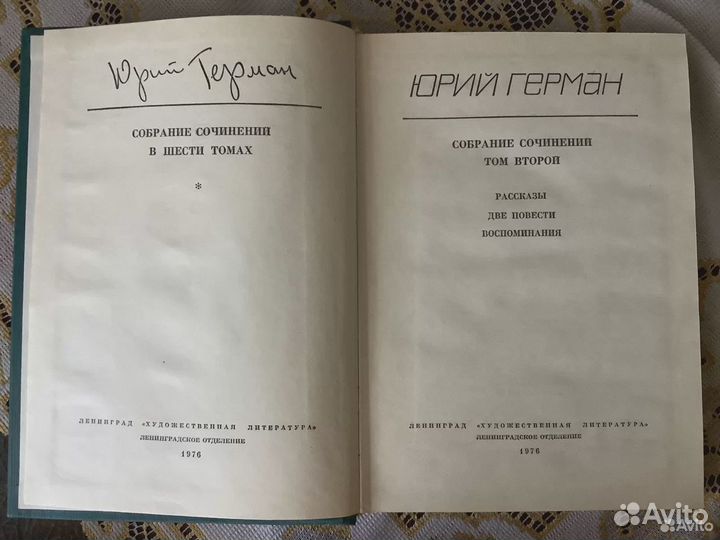 Юрий Герман
СОБРАНИЕ СОЧИНЕНИЙ
В ШЕСТИ ТОМАХ
*
ЛЕНИНГРАД «ХУДОЖЕСТВЕННАЯ ЛИТЕРАТУРА»
ЛЕНИНГРАДСКОЕ ОТДЕЛЕНИЕ
1976
ЮРИЙ ГЕРМАН
СОБРАНИЕ СОЧИНЕНИЙ
ТОМ ВТОРОЙ
РАССКАЗЫ
ДВЕ ПОВЕСТИ
ВОСПОМИНАНИЯ
ЛЕНИНГРАД «ХУДОЖЕСТВЕННАЯ ЛИТЕРАТУРА»
ЛЕНИНГРАДСКОЕ ОТДЕЛЕНИЕ
1976
Avito